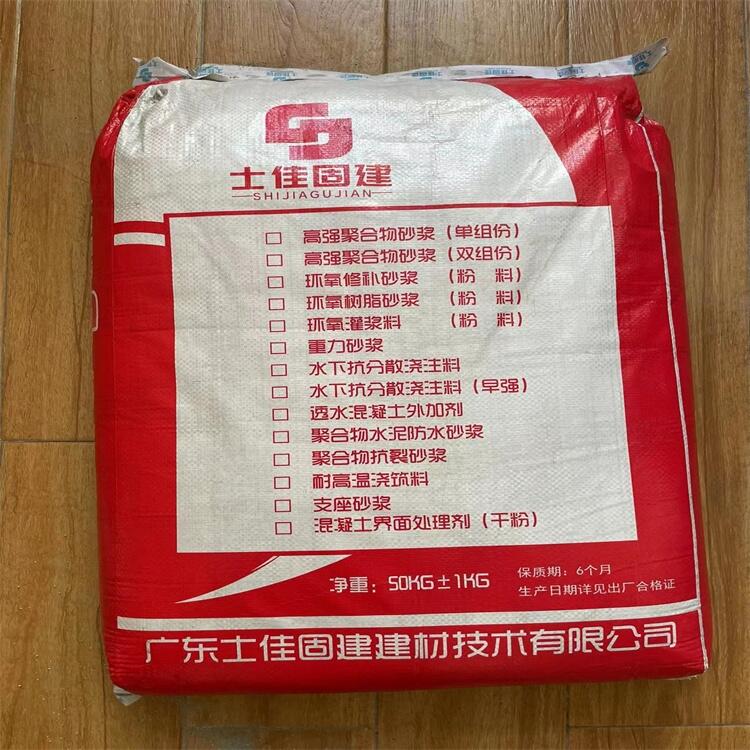 士佳固建
SHIJIAGUJIAN
高强聚合物砂浆（单组份）
高强聚合物砂浆（双组份）
环氧修补砂浆（粉 料）
环氧树脂砂浆（粉 料）
环氧灌浆料（粉 料）
重力砂浆
水下抗分散浇注料
水下抗分散浇注料（早强）
透水混凝土外加剂
聚合物水泥防水砂浆
聚合物抗裂砂浆
耐高温浇筑料
支座砂浆
混凝土界面处理剂（干粉）
净重：50KG±1KG
保质期：6个月
生产日期详见出厂合格证
广东士佳固建建材技术有限公司